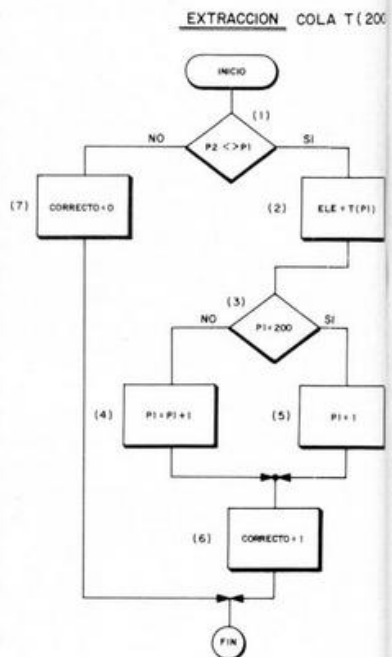 EXTRACCION COLA T(200
INICIO
(1)
P2 <> P1
NO
SI
(7)
CORRECTO=0
(2)
ELE = T(P1)
(3)
P1=200
NO
SI
(4)
P1=P1+1
(5)
P1=1
(6)
CORRECTO=1
FIN